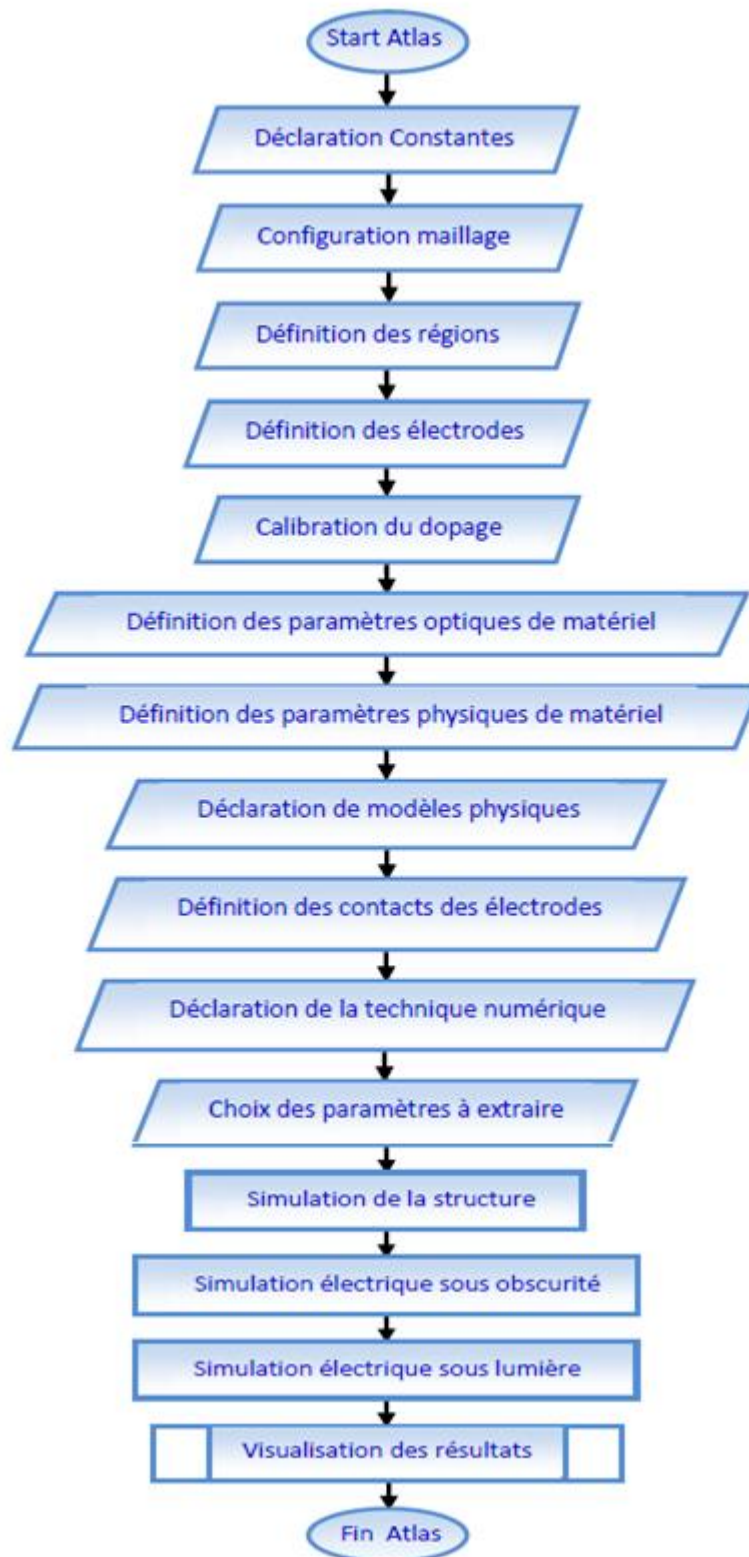 Start Atlas
Déclaration Constantes
Configuration maillage
Définition des régions
Définition des électrodes
Calibration du dopage
Définition des paramètres optiques de matériel
Définition des paramètres physiques de matériel
Déclaration de modèles physiques
Définition des contacts des électrodes
Déclaration de la technique numérique
Choix des paramètres à extraire
Simulation de la structure
Simulation électrique sous obscurité
Simulation électrique sous lumière
Visualisation des résultats
Fin Atlas